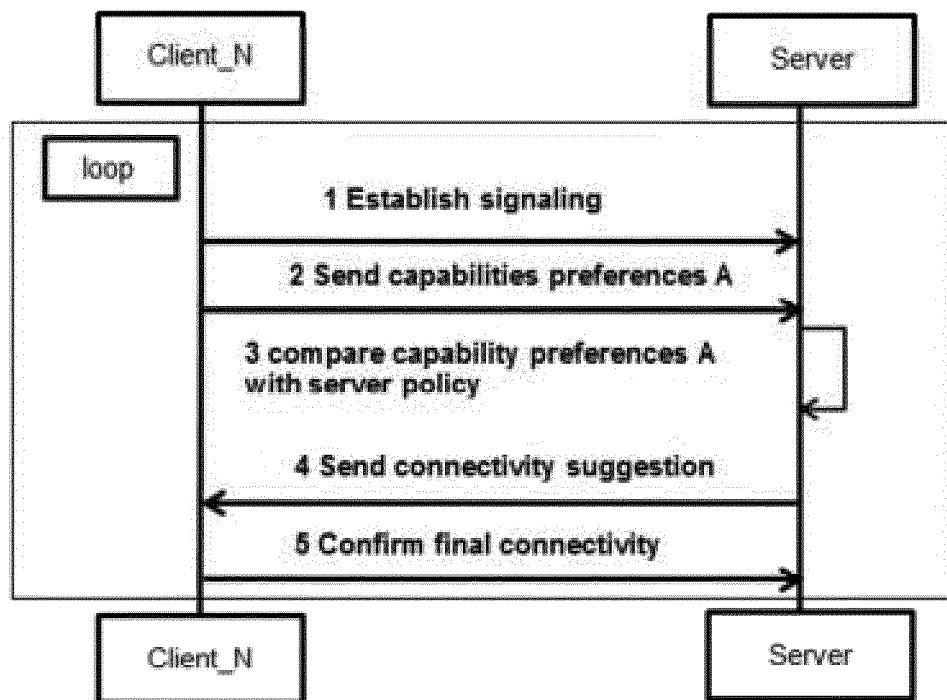 Client_N
Server
loop
1 Establish signaling
2 Send capabilities preferences A
3 compare capability preferences A
with server policy
4 Send connectivity suggestion
5 Confirm final connectivity
Client_N
Server